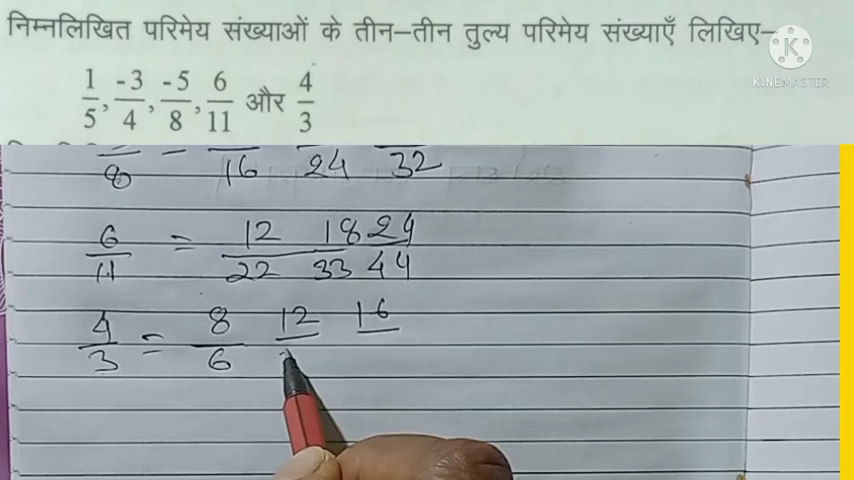 निम्नलिखित परिमेय संख्याओं के तीन–तीन तुल्य परिमेय संख्याएँ लिखिए–
K
KINEMASTER
1/5, -3/4, -5/8, 6/11 और 4/3
8 16 24 32
6/11 = 12/22 18/33 24/44
4/3 = 8/6 12 16